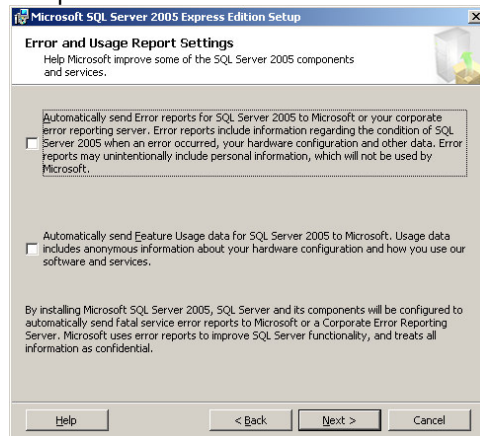 Microsoft SQL Server 2005 Express Edition Setup
Error and Usage Report Settings
Help Microsoft improve some of the SQL Server 2005 components
and services.
Automatically send Error reports for SQL Server 2005 to Microsoft or your corporate
error reporting server. Error reports include information regarding the condition of SQL
Server 2005 when an error occurred, your hardware configuration and other data. Error
reports may unintentionally include personal information, which will not be used by
Microsoft.
Automatically send Feature Usage data for SQL Server 2005 to Microsoft. Usage data
includes anonymous information about your hardware configuration and how you use our
software and services.
By installing Microsoft SQL Server 2005, SQL Server and its components will be configured to
automatically send fatal service error reports to Microsoft or a Corporate Error Reporting
Server. Microsoft uses error reports to improve SQL Server functionality, and treats all
information as confidential.
Help < Back Next > Cancel